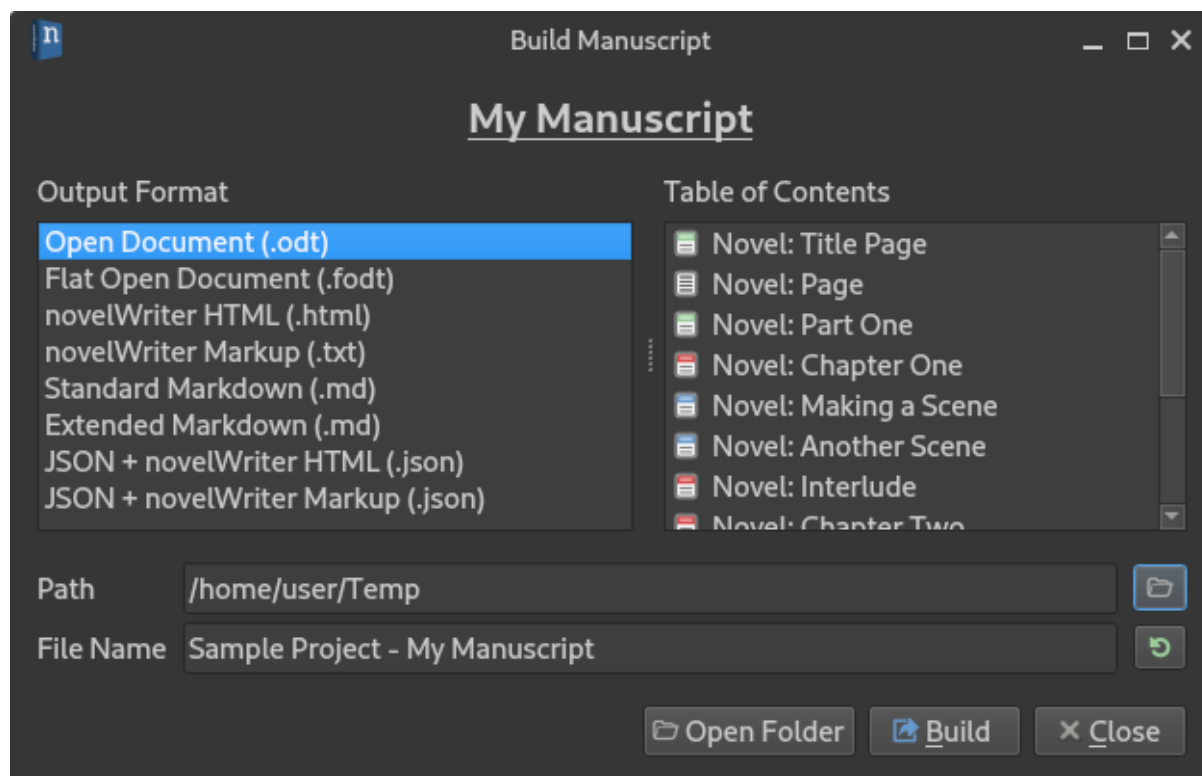 n
Build Manuscript
My Manuscript
Output Format
Open Document (.odt)
Flat Open Document (.fodt)
novelWriter HTML (.html)
novelWriter Markup (.txt)
Standard Markdown (.md)
Extended Markdown (.md)
JSON + novelWriter HTML (.json)
JSON + novelWriter Markup (.json)
Table of Contents
Novel: Title Page
Novel: Page
Novel: Part One
Novel: Chapter One
Novel: Making a Scene
Novel: Another Scene
Novel: Interlude
Novel: Chapter Two
Path /home/user/Temp
File Name Sample Project - My Manuscript
Open Folder Build Close